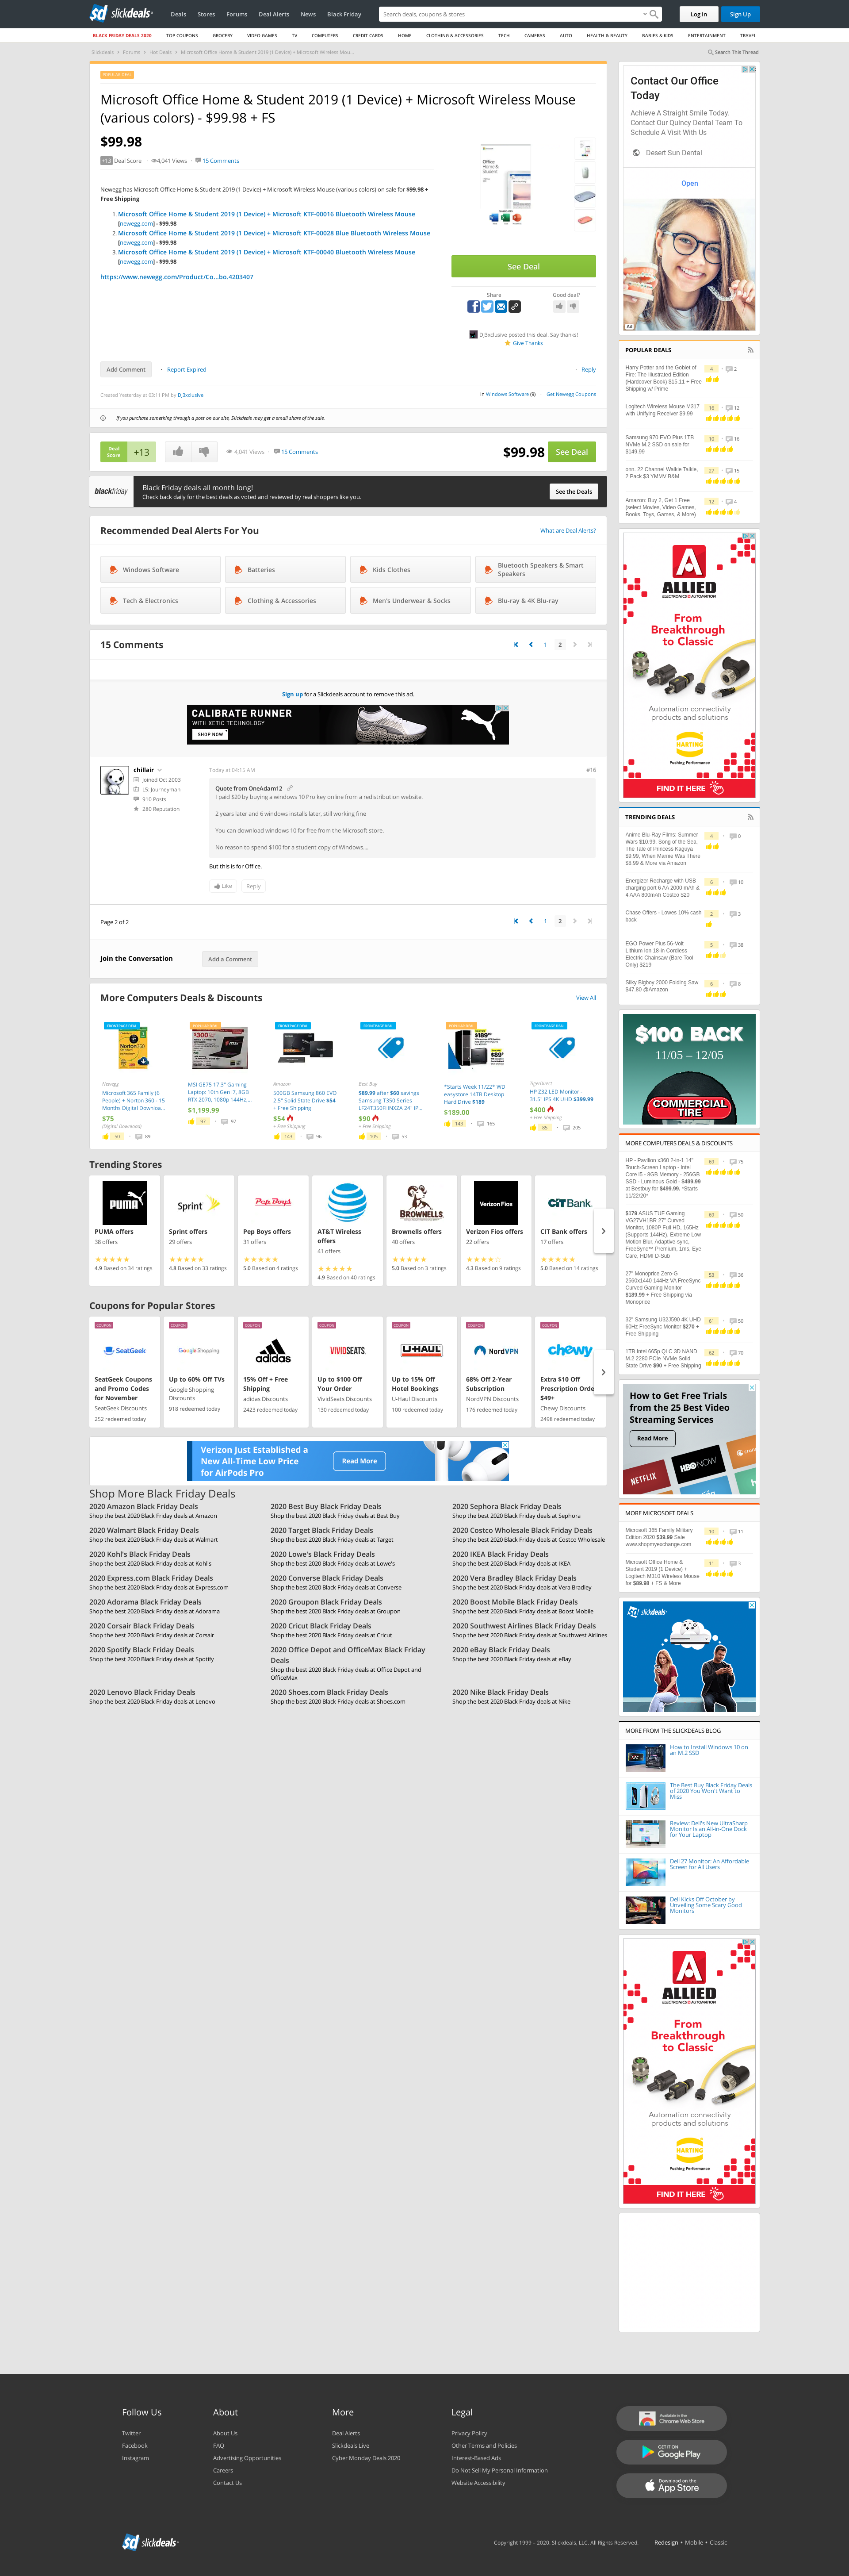 slickdeals
Deals
Stores
Forums
Deal Alerts
News
Black Friday
Search deals, coupons & stores
Log In
Sign Up
BLACK FRIDAY DEALS 2020
TOP COUPONS
GROCERY
VIDEO GAMES
TV
COMPUTERS
CREDIT CARDS
HOME
CLOTHING & ACCESSORIES
TECH
CAMERAS
AUTO
HEALTH & BEAUTY
BABIES & KIDS
ENTERTAINMENT
TRAVEL
Slickdeals > Forums > Hot Deals > Microsoft Office Home & Student 2019 (1 Device) + Microsoft Wireless Mou...
Search This Thread
POPULAR DEAL
Microsoft Office Home & Student 2019 (1 Device) + Microsoft Wireless Mouse
(various colors) - $99.98 + FS
$99.98
+13 Deal Score
4,041 Views
15 Comments
Newegg has Microsoft Office Home & Student 2019 (1 Device) + Microsoft Wireless Mouse (various colors) on sale for $99.98 +
Free Shipping
1. Microsoft Office Home & Student 2019 (1 Device) + Microsoft KTF-00016 Bluetooth Wireless Mouse
[newegg.com] - $99.98
2. Microsoft Office Home & Student 2019 (1 Device) + Microsoft KTF-00028 Blue Bluetooth Wireless Mouse
[newegg.com] - $99.98
3. Microsoft Office Home & Student 2019 (1 Device) + Microsoft KTF-00040 Bluetooth Wireless Mouse
[newegg.com] - $99.98
https://www.newegg.com/Product/Co...bo.4203407
Office
Home &
Student
See Deal
Share
Good deal?
DJ3xclusive posted this deal. Say thanks!
Give Thanks
Add Comment
Report Expired
Reply
Created Yesterday at 03:11 PM by DJ3xclusive
in Windows Software (9)
Get Newegg Coupons
If you purchase something through a post on our site, Slickdeals may get a small share of the sale.
Deal
Score
+13
4,041 Views
15 Comments
$99.98
See Deal
blackfriday
Black Friday deals all month long!
Check back daily for the best deals as voted and reviewed by real shoppers like you.
See the Deals
Recommended Deal Alerts For You
What are Deal Alerts?
Windows Software
Batteries
Kids Clothes
Bluetooth Speakers & Smart
Speakers
Tech & Electronics
Clothing & Accessories
Men's Underwear & Socks
Blu-ray & 4K Blu-ray
15 Comments
1
2
Sign up for a Slickdeals account to remove this ad.
CALIBRATE RUNNER
WITH XETIC TECHNOLOGY
SHOP NOW
chillair
Joined Oct 2003
L5: Journeyman
910 Posts
280 Reputation
Today at 04:15 AM
#16
Quote from OneAdam12
I paid $20 by buying a windows 10 Pro key online from a redistribution website.
2 years later and 6 windows installs later, still working fine
You can download windows 10 for free from the Microsoft store.
No reason to spend $100 for a student copy of Windows....
But this is for Office.
Like
Reply
Page 2 of 2
1
2
Join the Conversation
Add a Comment
More Computers Deals & Discounts
View All
FRONTPAGE DEAL
Newegg
Microsoft 365 Family (6
People) + Norton 360 - 15
Months Digital Downloa...
$75
(Digital Download)
50
89
POPULAR DEAL
MSI GE75 17.3" Gaming
Laptop: 10th Gen i7, 8GB
RTX 2070, 1080p 144Hz,...
$1,199.99
97
97
FRONTPAGE DEAL
Amazon
500GB Samsung 860 EVO
2.5" Solid State Drive $54
+ Free Shipping
$54
+ Free Shipping
143
96
FRONTPAGE DEAL
Best Buy
$89.99 after $60 savings
Samsung T350 Series
LF24T350FHNXZA 24" IP...
$90
+ Free Shipping
105
53
POPULAR DEAL
*Starts Week 11/22* WD
easystore 14TB Desktop
Hard Drive $189
$189.00
143
165
FRONTPAGE DEAL
TigerDirect
HP Z32 LED Monitor -
31.5" IPS 4K UHD $399.99
$400
+ Free Shipping
85
205
Trending Stores
PUMA offers
38 offers
4.9 Based on 34 ratings
Sprint offers
29 offers
4.8 Based on 33 ratings
Pep Boys offers
31 offers
5.0 Based on 4 ratings
AT&T Wireless
offers
41 offers
4.9 Based on 40 ratings
Brownells offers
40 offers
5.0 Based on 3 ratings
Verizon Fios offers
22 offers
4.3 Based on 9 ratings
CIT Bank offers
17 offers
5.0 Based on 14 ratings
Coupons for Popular Stores
COUPON
SeatGeek
SeatGeek Coupons
and Promo Codes
for November
SeatGeek Discounts
252 redeemed today
COUPON
Google Shopping
Up to 60% Off TVs
Google Shopping
Discounts
918 redeemed today
COUPON
adidas
15% Off + Free
Shipping
adidas Discounts
2423 redeemed today
COUPON
VIVIDSEATS.
Up to $100 Off
Your Order
VividSeats Discounts
130 redeemed today
COUPON
U-HAUL
Up to 15% Off
Hotel Bookings
U-Haul Discounts
100 redeemed today
COUPON
NordVPN
68% Off 2-Year
Subscription
NordVPN Discounts
176 redeemed today
COUPON
chewy
Extra $10 Off
Prescription Orde
$49+
Chewy Discounts
2498 redeemed today
Verizon Just Established a
New All-Time Low Price
for AirPods Pro
Read More
Shop More Black Friday Deals
2020 Amazon Black Friday Deals
Shop the best 2020 Black Friday deals at Amazon
2020 Best Buy Black Friday Deals
Shop the best 2020 Black Friday deals at Best Buy
2020 Sephora Black Friday Deals
Shop the best 2020 Black Friday deals at Sephora
2020 Walmart Black Friday Deals
Shop the best 2020 Black Friday deals at Walmart
2020 Target Black Friday Deals
Shop the best 2020 Black Friday deals at Target
2020 Costco Wholesale Black Friday Deals
Shop the best 2020 Black Friday deals at Costco Wholesale
2020 Kohl's Black Friday Deals
Shop the best 2020 Black Friday deals at Kohl's
2020 Lowe's Black Friday Deals
Shop the best 2020 Black Friday deals at Lowe's
2020 IKEA Black Friday Deals
Shop the best 2020 Black Friday deals at IKEA
2020 Express.com Black Friday Deals
Shop the best 2020 Black Friday deals at Express.com
2020 Converse Black Friday Deals
Shop the best 2020 Black Friday deals at Converse
2020 Vera Bradley Black Friday Deals
Shop the best 2020 Black Friday deals at Vera Bradley
2020 Adorama Black Friday Deals
Shop the best 2020 Black Friday deals at Adorama
2020 Groupon Black Friday Deals
Shop the best 2020 Black Friday deals at Groupon
2020 Boost Mobile Black Friday Deals
Shop the best 2020 Black Friday deals at Boost Mobile
2020 Corsair Black Friday Deals
Shop the best 2020 Black Friday deals at Corsair
2020 Cricut Black Friday Deals
Shop the best 2020 Black Friday deals at Cricut
2020 Southwest Airlines Black Friday Deals
Shop the best 2020 Black Friday deals at Southwest Airlines
2020 Spotify Black Friday Deals
Shop the best 2020 Black Friday deals at Spotify
2020 Office Depot and OfficeMax Black Friday
Deals
Shop the best 2020 Black Friday deals at Office Depot and
OfficeMax
2020 eBay Black Friday Deals
Shop the best 2020 Black Friday deals at eBay
2020 Lenovo Black Friday Deals
Shop the best 2020 Black Friday deals at Lenovo
2020 Shoes.com Black Friday Deals
Shop the best 2020 Black Friday deals at Shoes.com
2020 Nike Black Friday Deals
Shop the best 2020 Black Friday deals at Nike
Contact Our Office
Today
Achieve A Straight Smile Today.
Contact Our Quincy Dental Team To
Schedule A Visit With Us
Desert Sun Dental
Open
Ad
POPULAR DEALS
Harry Potter and the Goblet of
Fire: The Illustrated Edition
(Hardcover Book) $15.11 + Free
Shipping w/ Prime
4
2
Logitech Wireless Mouse M317
with Unifying Receiver $9.99
16
12
Samsung 970 EVO Plus 1TB
NVMe M.2 SSD on sale for
$149.99
10
16
onn. 22 Channel Walkie Talkie,
2 Pack $3 YMMV B&M
27
15
Amazon: Buy 2, Get 1 Free
(select Movies, Video Games,
Books, Toys, Games, & More)
12
4
ALLIED
ELECTRONICS & AUTOMATION
From
Breakthrough
to Classic
Automation connectivity
products and solutions
HARTING
Pushing Performance
FIND IT HERE
TRENDING DEALS
Anime Blu-Ray Films: Summer
Wars $10.99, Song of the Sea,
The Tale of Princess Kaguya
$9.99, When Marnie Was There
$8.99 & More via Amazon
4
0
Energizer Recharge with USB
charging port 6 AA 2000 mAh &
4 AAA 800mAh Costco $20
6
10
Chase Offers - Lowes 10% cash
back
2
3
EGO Power Plus 56-Volt
Lithium Ion 16-in Cordless
Electric Chainsaw (Bare Tool
Only) $219
5
38
Silky Bigboy 2000 Folding Saw
$47.80 @Amazon
6
8
$100 BACK
11/05 – 12/05
COMMERCIAL
TIRE
MORE COMPUTERS DEALS & DISCOUNTS
HP - Pavilion x360 2-in-1 14"
Touch-Screen Laptop - Intel
Core i5 - 8GB Memory - 256GB
SSD - Luminous Gold - $499.99
at Bestbuy for $499.99. *Starts
11/22/20*
69
75
$179 ASUS TUF Gaming
VG27VH1BR 27" Curved
Monitor, 1080P Full HD, 165Hz
(Supports 144Hz), Extreme Low
Motion Blur, Adaptive-sync,
FreeSync™ Premium, 1ms, Eye
Care, HDMI D-Sub
69
50
27" Monoprice Zero-G
2560x1440 144Hz VA FreeSync
Curved Gaming Monitor
$189.99 + Free Shipping via
Monoprice
53
36
32" Samsung U32J590 4K UHD
60Hz FreeSync Monitor $270 +
Free Shipping
61
50
1TB Intel 665p QLC 3D NAND
M.2 2280 PCIe NVMe Solid
State Drive $90 + Free Shipping
62
70
How to Get Free Trials
from the 25 Best Video
Streaming Services
Read More
NETFLIX
HBO NOW
MORE MICROSOFT DEALS
Microsoft 365 Family Military
Edition 2020 $39.99 Sale
www.shopmyexchange.com
10
11
Microsoft Office Home &
Student 2019 (1 Device) +
Logitech M310 Wireless Mouse
for $89.98 + FS & More
11
3
slickdeals
MORE FROM THE SLICKDEALS BLOG
How to Install Windows 10 on
an M.2 SSD
The Best Buy Black Friday Deals
of 2020 You Won't Want to
Miss
Review: Dell's New UltraSharp
Monitor Is an All-in-One Dock
for Your Laptop
Dell 27 Monitor: An Affordable
Screen for All Users
Dell Kicks Off October by
Unveiling Some Scary Good
Monitors
ALLIED
ELECTRONICS & AUTOMATION
From
Breakthrough
to Classic
Automation connectivity
products and solutions
HARTING
Pushing Performance
FIND IT HERE
Follow Us
Twitter
Facebook
Instagram
About
About Us
FAQ
Advertising Opportunities
Careers
Contact Us
More
Deal Alerts
Slickdeals Live
Cyber Monday Deals 2020
Legal
Privacy Policy
Other Terms and Policies
Interest-Based Ads
Do Not Sell My Personal Information
Website Accessibility
Available in the
Chrome Web Store
GET IT ON
Google Play
Download on the
App Store
slickdeals
Copyright 1999 – 2020. Slickdeals, LLC. All Rights Reserved.
Redesign • Mobile • Classic